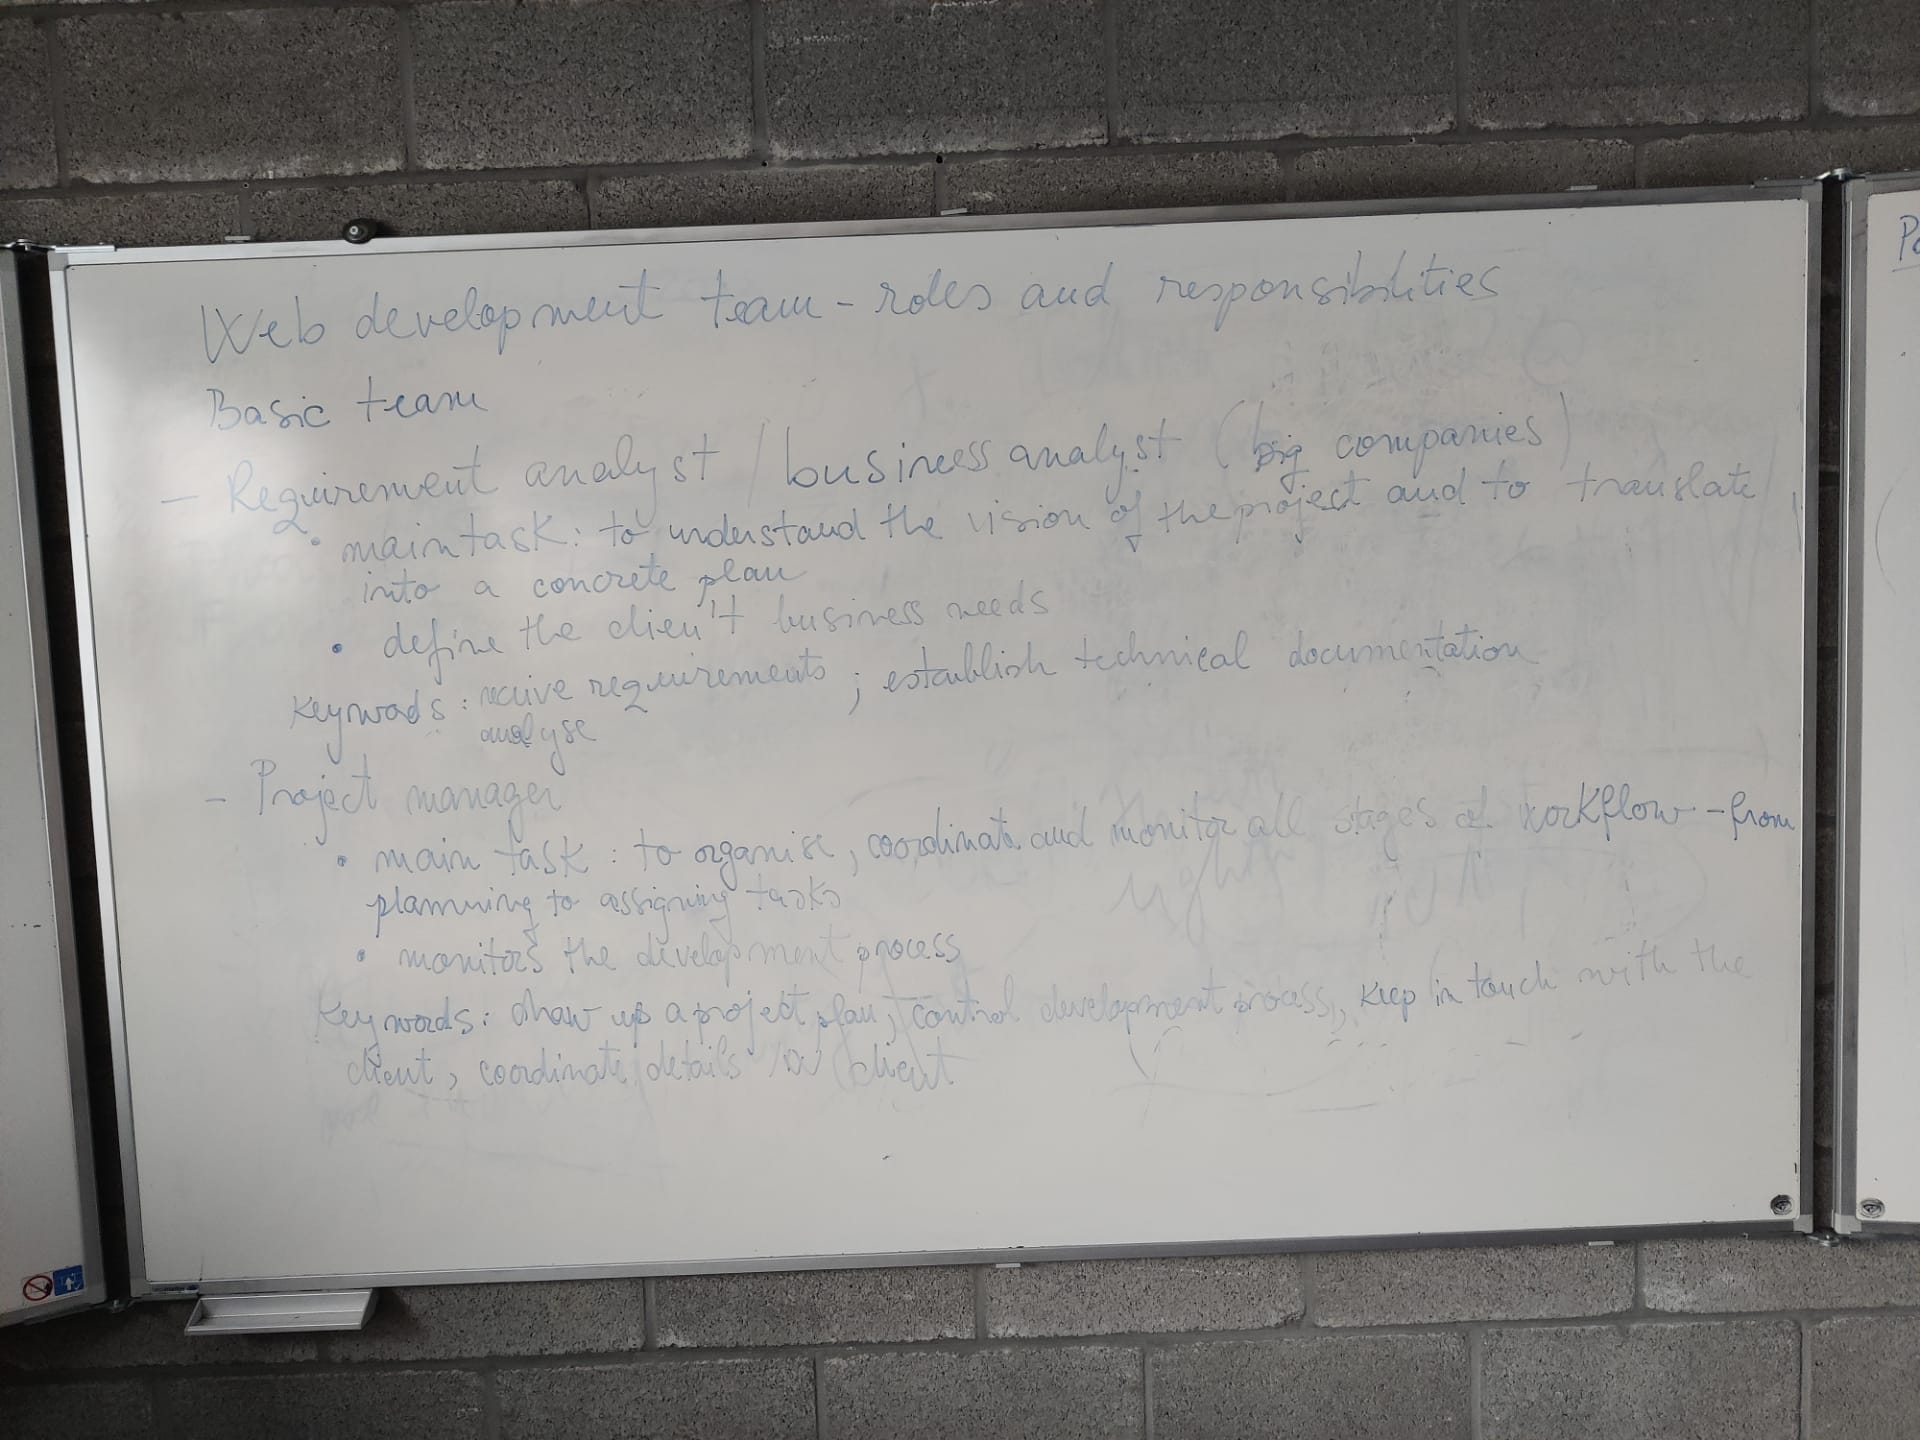 Web development team - roles and responsibilities
Basic team
- Requirement analyst / business analyst (big companies)
• main task: to understand the vision of the project and to translate
into a concrete plan
• define the clien't business needs
Keywords: receive requirements ; establish technical documentation
analyse
- Project manager
• main task : to organise, coordinate and monitor all stages of workflow - from
planning to assigning tasks
• monitors the development process
Keywords: draw up a project plan, control development process, keep in touch with the
client, coordinate details w client
Po